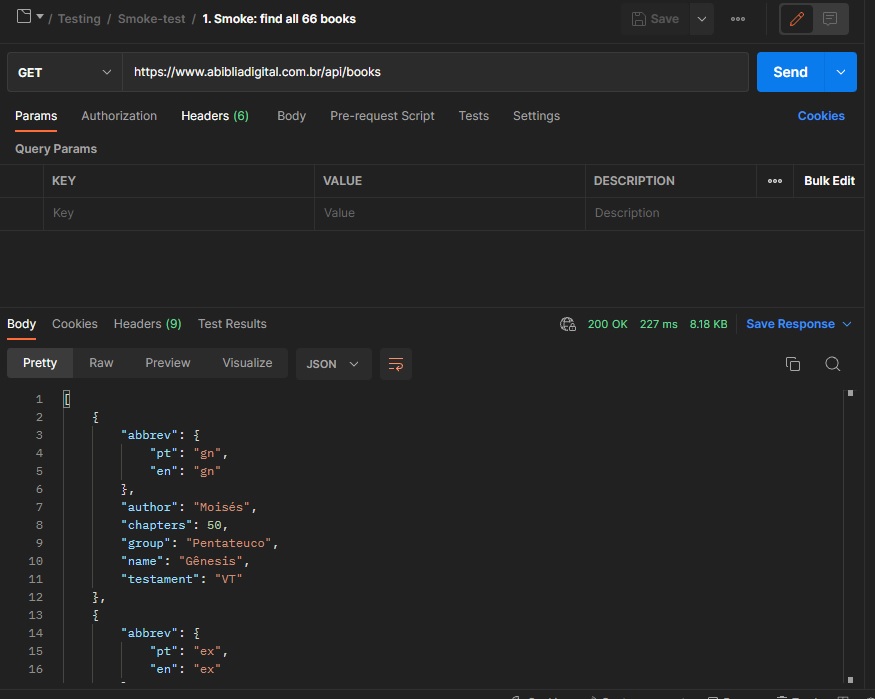 / Testing / Smoke-test / 1. Smoke: find all 66 books Save
GET https://www.abibliadigital.com.br/api/books Send
Params Authorization Headers (6) Body Pre-request Script Tests Settings Cookies
Query Params
KEY VALUE DESCRIPTION Bulk Edit
Key Value Description
Body Cookies Headers (9) Test Results 200 OK 227 ms 8.18 KB Save Response
Pretty Raw Preview Visualize JSON
1 [
2 {
3 "abbrev": {
4 "pt": "gn",
5 "en": "gn"
6 },
7 "author": "Moisés",
8 "chapters": 50,
9 "group": "Pentateuco",
10 "name": "Gênesis",
11 "testament": "VT"
12 },
13 {
14 "abbrev": {
15 "pt": "ex",
16 "en": "ex"